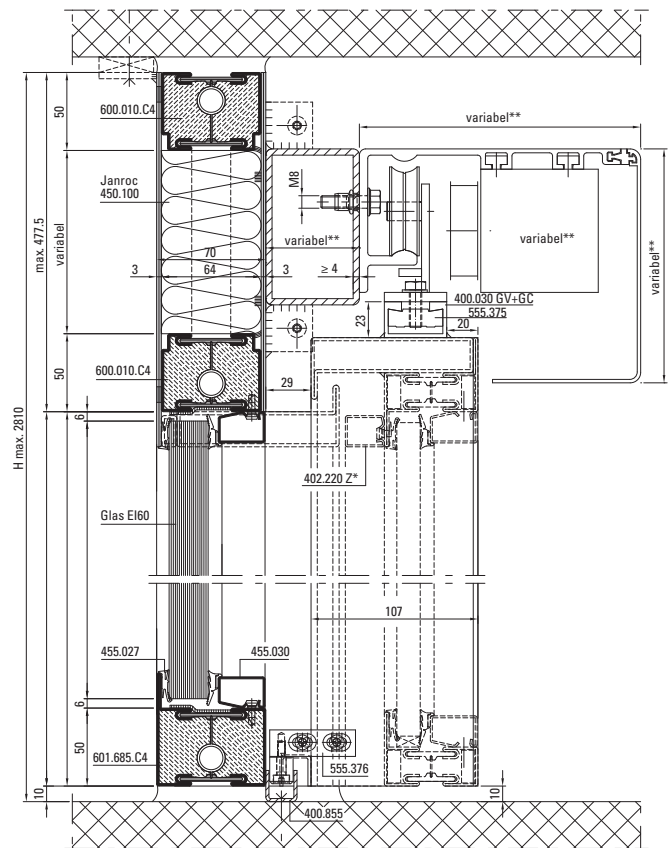 50
600.010.C4
variabel**
Janroc
450.100
M8
max. 477.5
variabel
variabel**
variabel**
variabel**
70
3
64
3
≥ 4
400.030 GV+GC
555.375
23
20
50
600.010.C4
29
6
H max. 2810
402.220 Z*
Glas EI60
107
455.027
455.030
6
50
601.685.C4
555.376
10
10
400.855